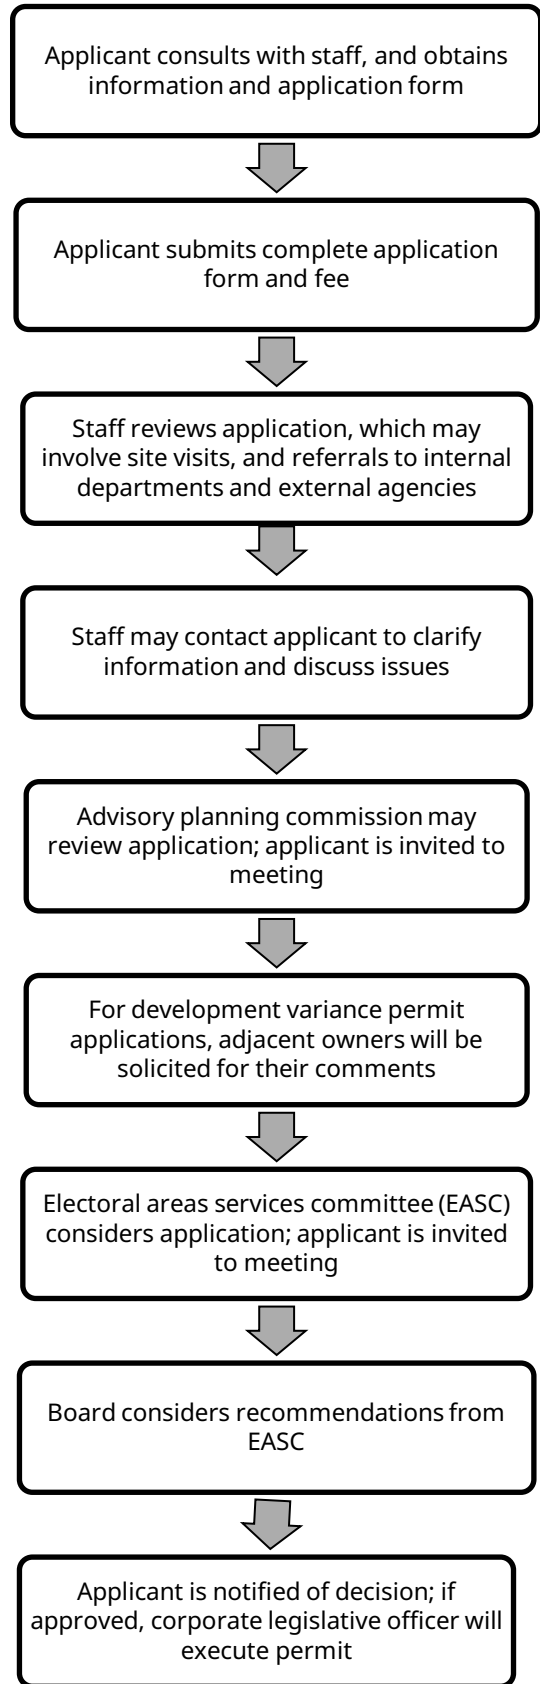 Applicant consults with staff, and obtains
information and application form
Applicant submits complete application
form and fee
Staff reviews application, which may
involve site visits, and referrals to internal
departments and external agencies
Staff may contact applicant to clarify
information and discuss issues
Advisory planning commission may
review application; applicant is invited to
meeting
For development variance permit
applications, adjacent owners will be
solicited for their comments
Electoral areas services committee (EASC)
considers application; applicant is invited
to meeting
Board considers recommendations from
EASC
Applicant is notified of decision; if
approved, corporate legislative officer will
execute permit